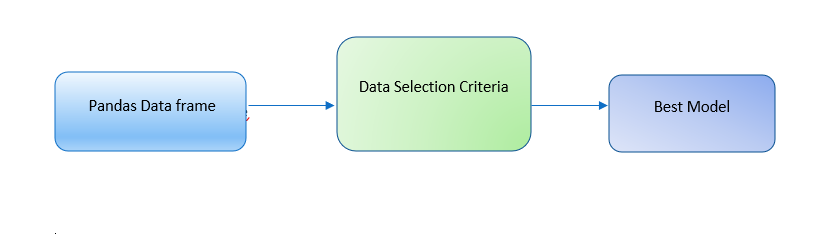 Pandas Data frame
Data Selection Criteria
Best Model